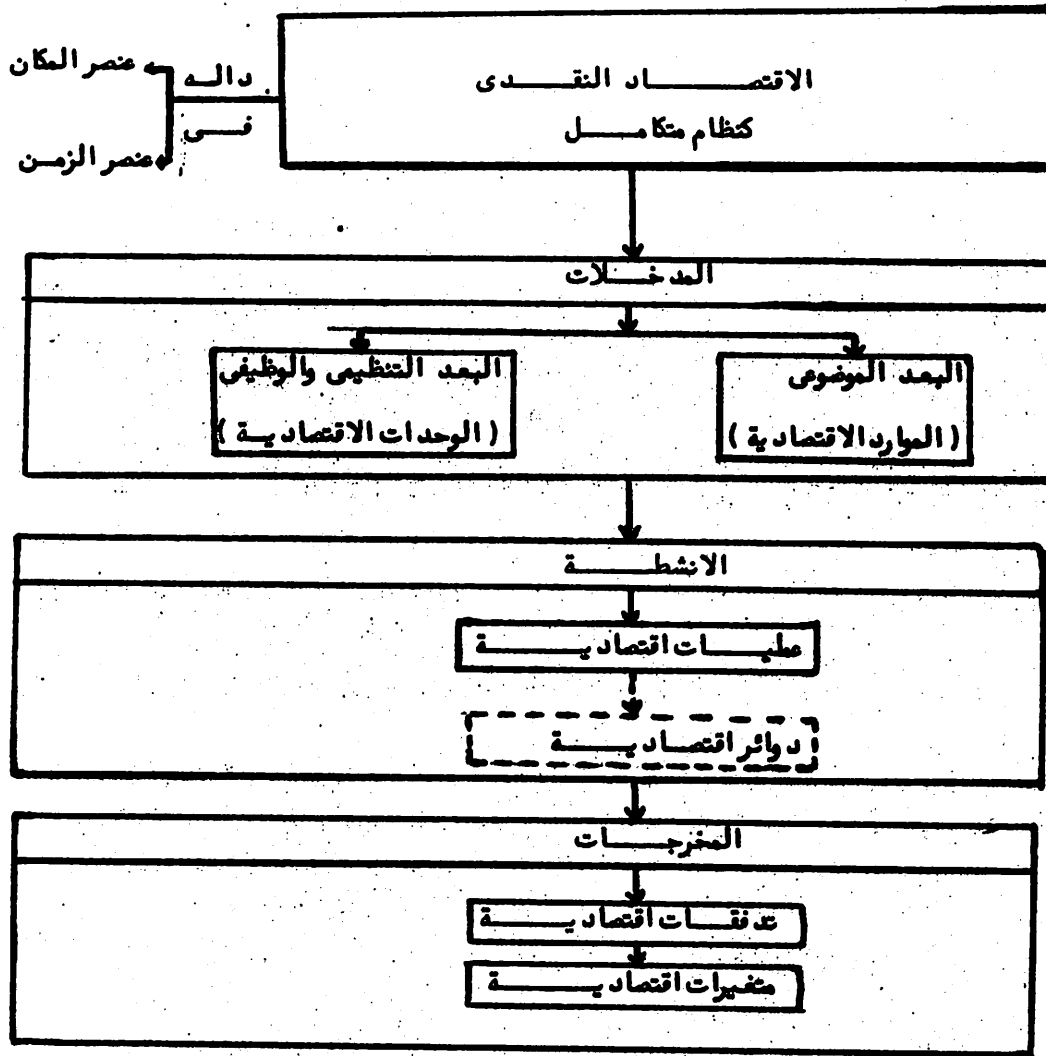 الاقتصاد النقدى
كنظام متكامل
داله
فى
عنصر المكان
عنصر الزمن
المدخلات
البعد الموضوعى
(الموارد الاقتصادية)
البعد التنظيمى والوظيفى
(الوحدات الاقتصادية)
الانشطة
عمليات اقتصادية
دوائر اقتصادية
المخرجات
تدفقات اقتصادية
متغيرات اقتصادية